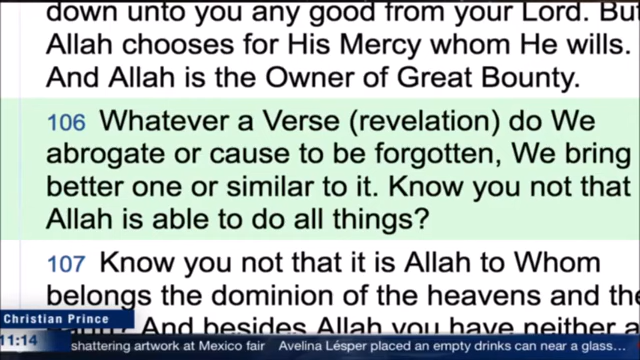 down unto you any good from your Lord. But
Allah chooses for His Mercy whom He wills.
And Allah is the Owner of Great Bounty.
106 Whatever a Verse (revelation) do We
abrogate or cause to be forgotten, We bring
better one or similar to it. Know you not that
Allah is able to do all things?
107 Know you not that it is Allah to Whom
belongs the dominion of the heavens and the
And besides Allah you have neither a
Christian Prince
11:14
shattering artwork at Mexico fair Avelina Lésper placed an empty drinks can near a glass…